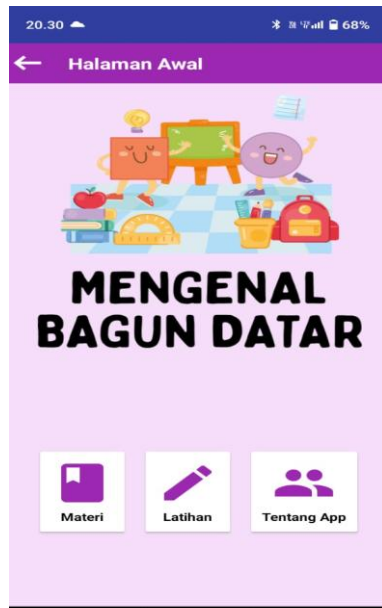 20.30
68%
Halaman Awal
MENGENAL
BAGUN DATAR
Materi
Latihan
Tentang App